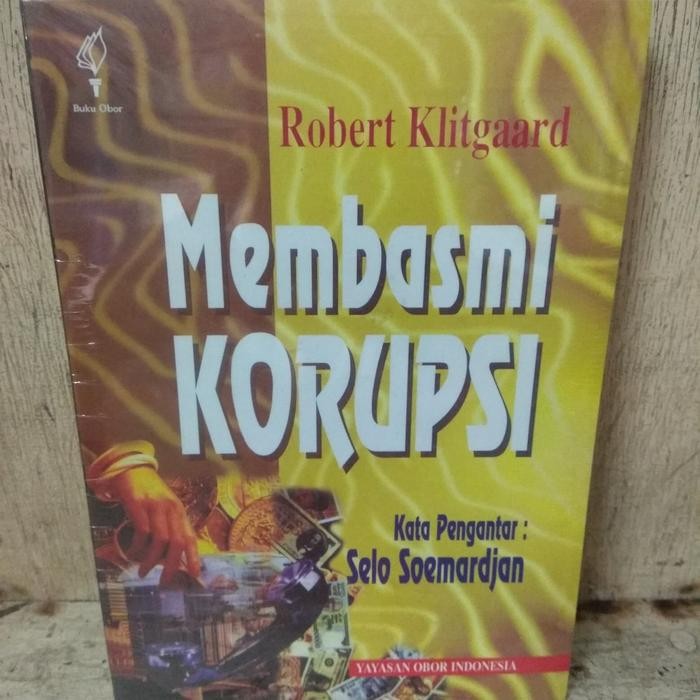 Buku Obor
Robert Klitgaard
Membasmi
KORUPSI
Kata Pengantar :
Selo Soemardjan
YAYASAN OBOR INDONESIA